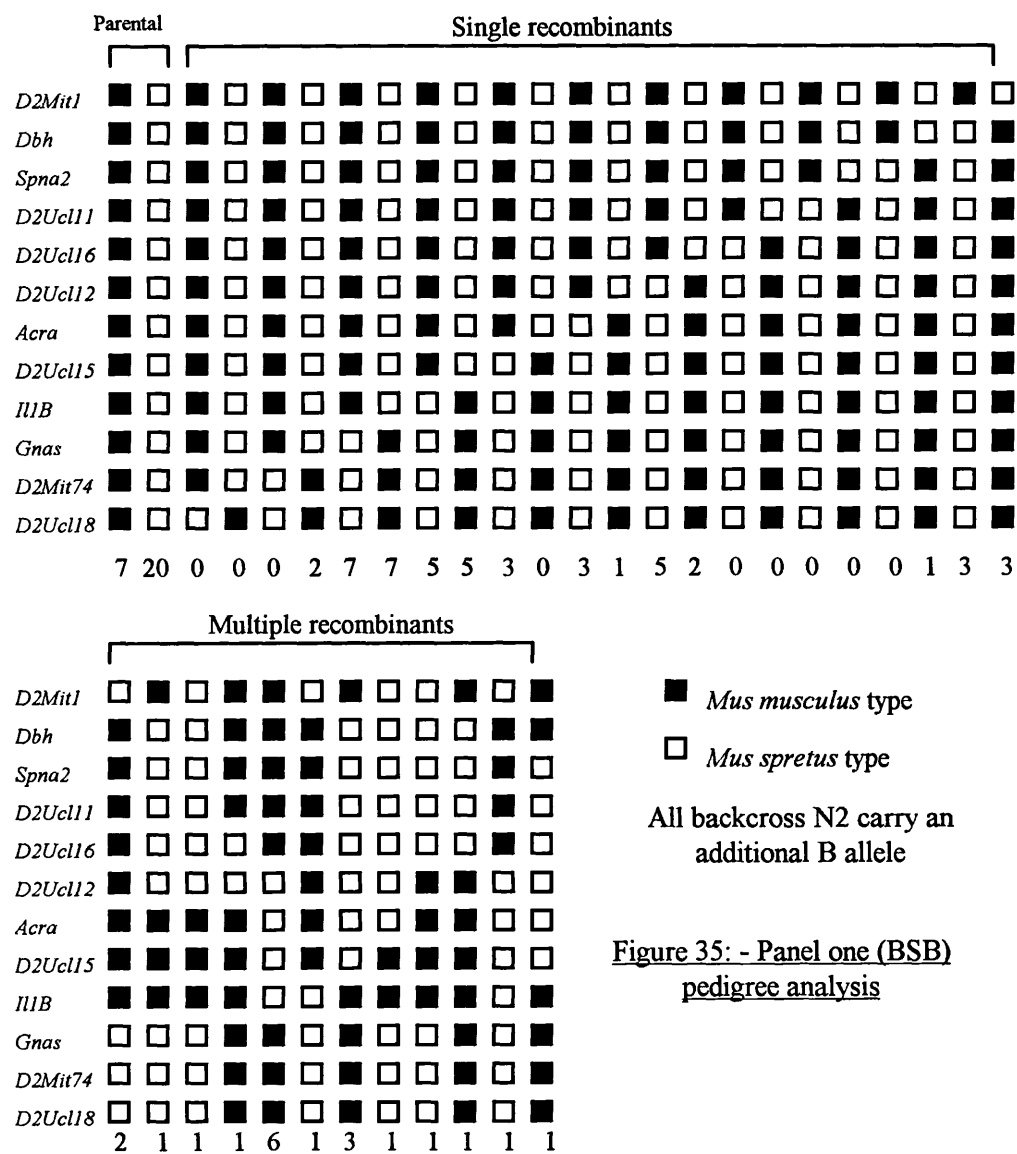 Parental
Single recombinants
D2Mit1
Dbh
Spna2
D2Ucl11
D2Ucl16
D2Ucl12
Acra
D2Ucl15
Il1B
Gnas
D2Mit74
D2Ucl18
7 20 0 0 0 2 7 7 5 5 3 0 3 1 5 2 0 0 0 0 0 1 3 3
Multiple recombinants
D2Mit1
Dbh
Spna2
D2Ucl11
D2Ucl16
D2Ucl12
Acra
D2Ucl15
Il1B
Gnas
D2Mit74
D2Ucl18
2 1 1 1 6 1 3 1 1 1 1 1
Mus musculus type
Mus spretus type
All backcross N2 carry an
additional B allele
Figure 35: - Panel one (BSB)
pedigree analysis